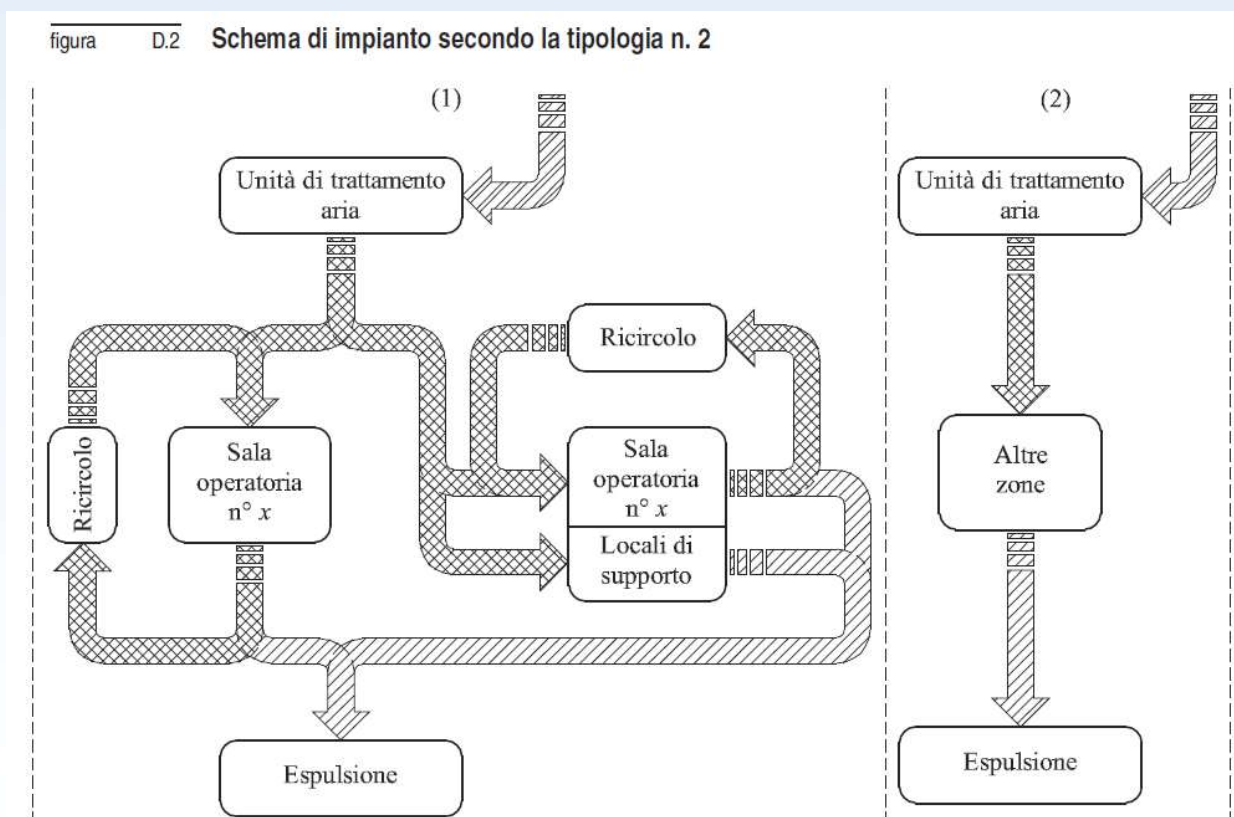 figura D.2 Schema di impianto secondo la tipologia n. 2
(1)
(2)
Unità di trattamento
aria
Unità di trattamento
aria
Ricircolo
Ricircolo
Sala
operatoria
n° x
Sala
operatoria
n° x
Locali di
supporto
Altre
zone
Espulsione
Espulsione